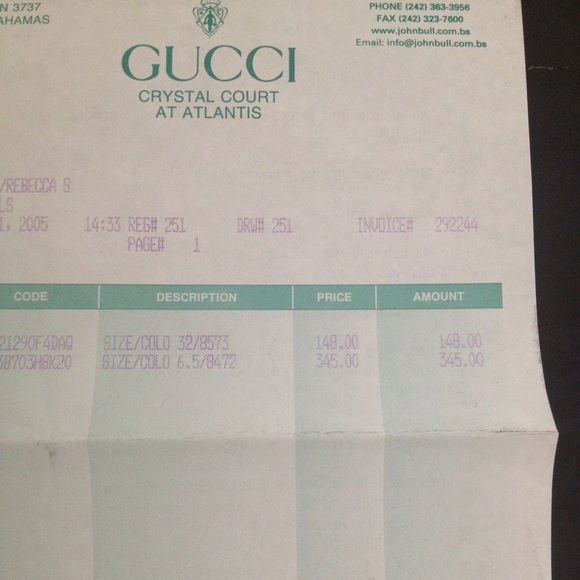 N 3737
AHAMAS
PHONE (242) 363-3956
FAX (242) 323-7600
www.johnbull.com.bs
Email: info@johnbull.com.bs
GUCCI
CRYSTAL COURT
AT ATLANTIS
/REBECCA S
LS
1, 2005 14:33 REG# 251 DRW# 251 INVOICE# 292244
PAGE# 1
CODE DESCRIPTION PRICE AMOUNT
21290F4DAQ SIZE/COLO 32/8573 148.00 148.00
38703H8K20 SIZE/COLO 6.5/8472 345.00 345.00